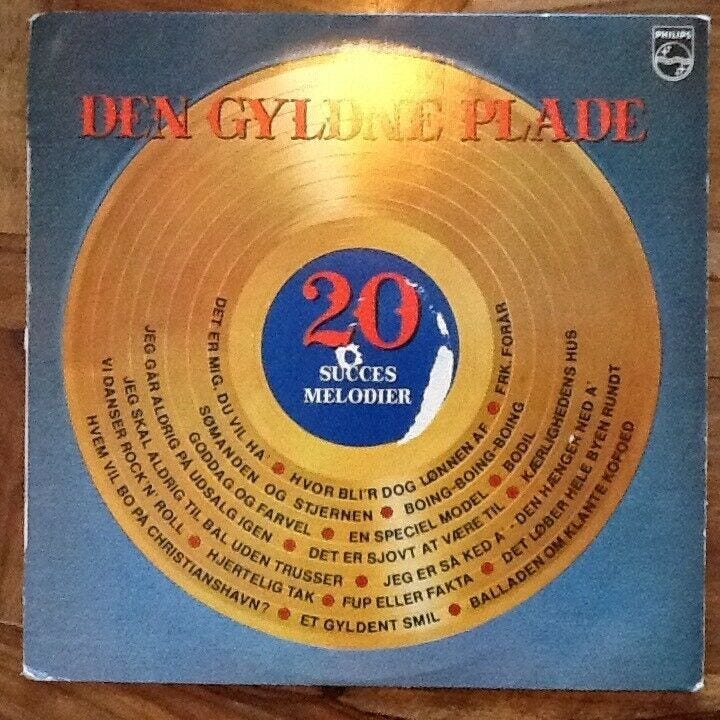 PHILIPS
DEN GYLDNE PLADE
20
SUCCES
MELODIER
DET ER MIG, DU VIL HA' • HVOR BLI'R DOG LØNNEN AF • FRK. FORÅR
SØMANDEN OG STJERNEN • BOING-BOING-BOING
GODDAG OG FARVEL • EN SPECIEL MODEL • BODIL
JEG GÅR ALDRIG PÅ UDSALG IGEN • DET ER SJOVT AT VÆRE TIL • KÆRLIGHEDENS HUS
JEG SKAL ALDRIG TIL BAL UDEN TRUSSER • JEG ER SÅ KED A' - DEN HÆNGER NED A'
VI DANSER ROCK'N' ROLL • HJERTELIG TAK • FUP ELLER FAKTA • DET LØBER HELE BYEN RUNDT
HVEM VIL BO PÅ CHRISTIANSHAVN? • ET GYLDENT SMIL • BALLADEN OM KLANTE KOFOED